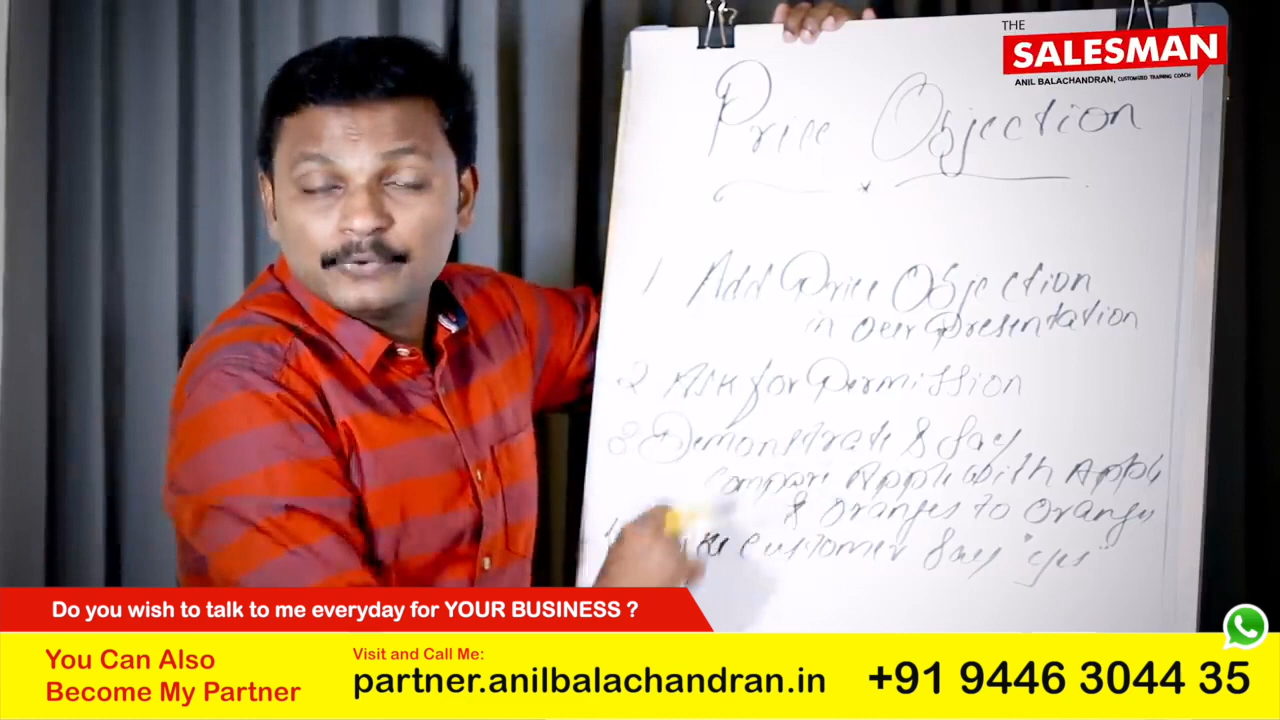 THE
SALESMAN
ANIL BALACHANDRAN, CUSTOMIZED TRAINING COACH
Price Objection
1 Add Price Objection
in our Presentation
2 Ask for Permission
3 Demonstrate & Say
Compare Apple with Apple
& Oranges to Oranges
Customer Say "yes"
Do you wish to talk to me everyday for YOUR BUSINESS ?
You Can Also
Become My Partner
Visit and Call Me:
partner.anilbalachandran.in
+91 9446 3044 35